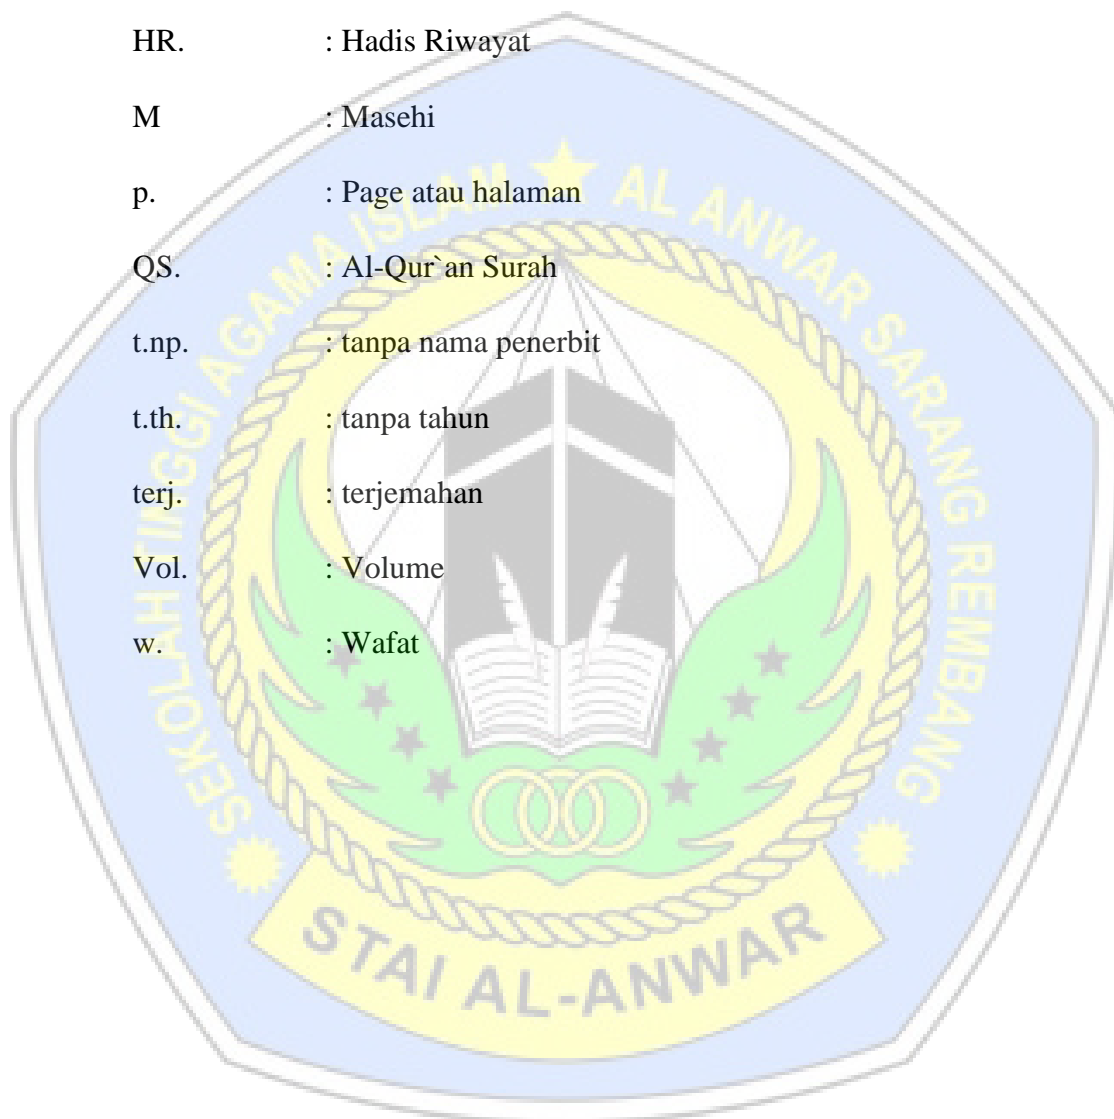 HR. : Hadis Riwayat
M : Masehi
p. : Page atau halaman
QS. : Al-Qur`an Surah
t.np. : tanpa nama penerbit
t.th. : tanpa tahun
terj. : terjemahan
Vol. : Volume
w. : Wafat
SEKOLAH TINGGI AGAMA ISLAM ★ AL ANWAR SARANG REMBANG
STAI AL-ANWAR